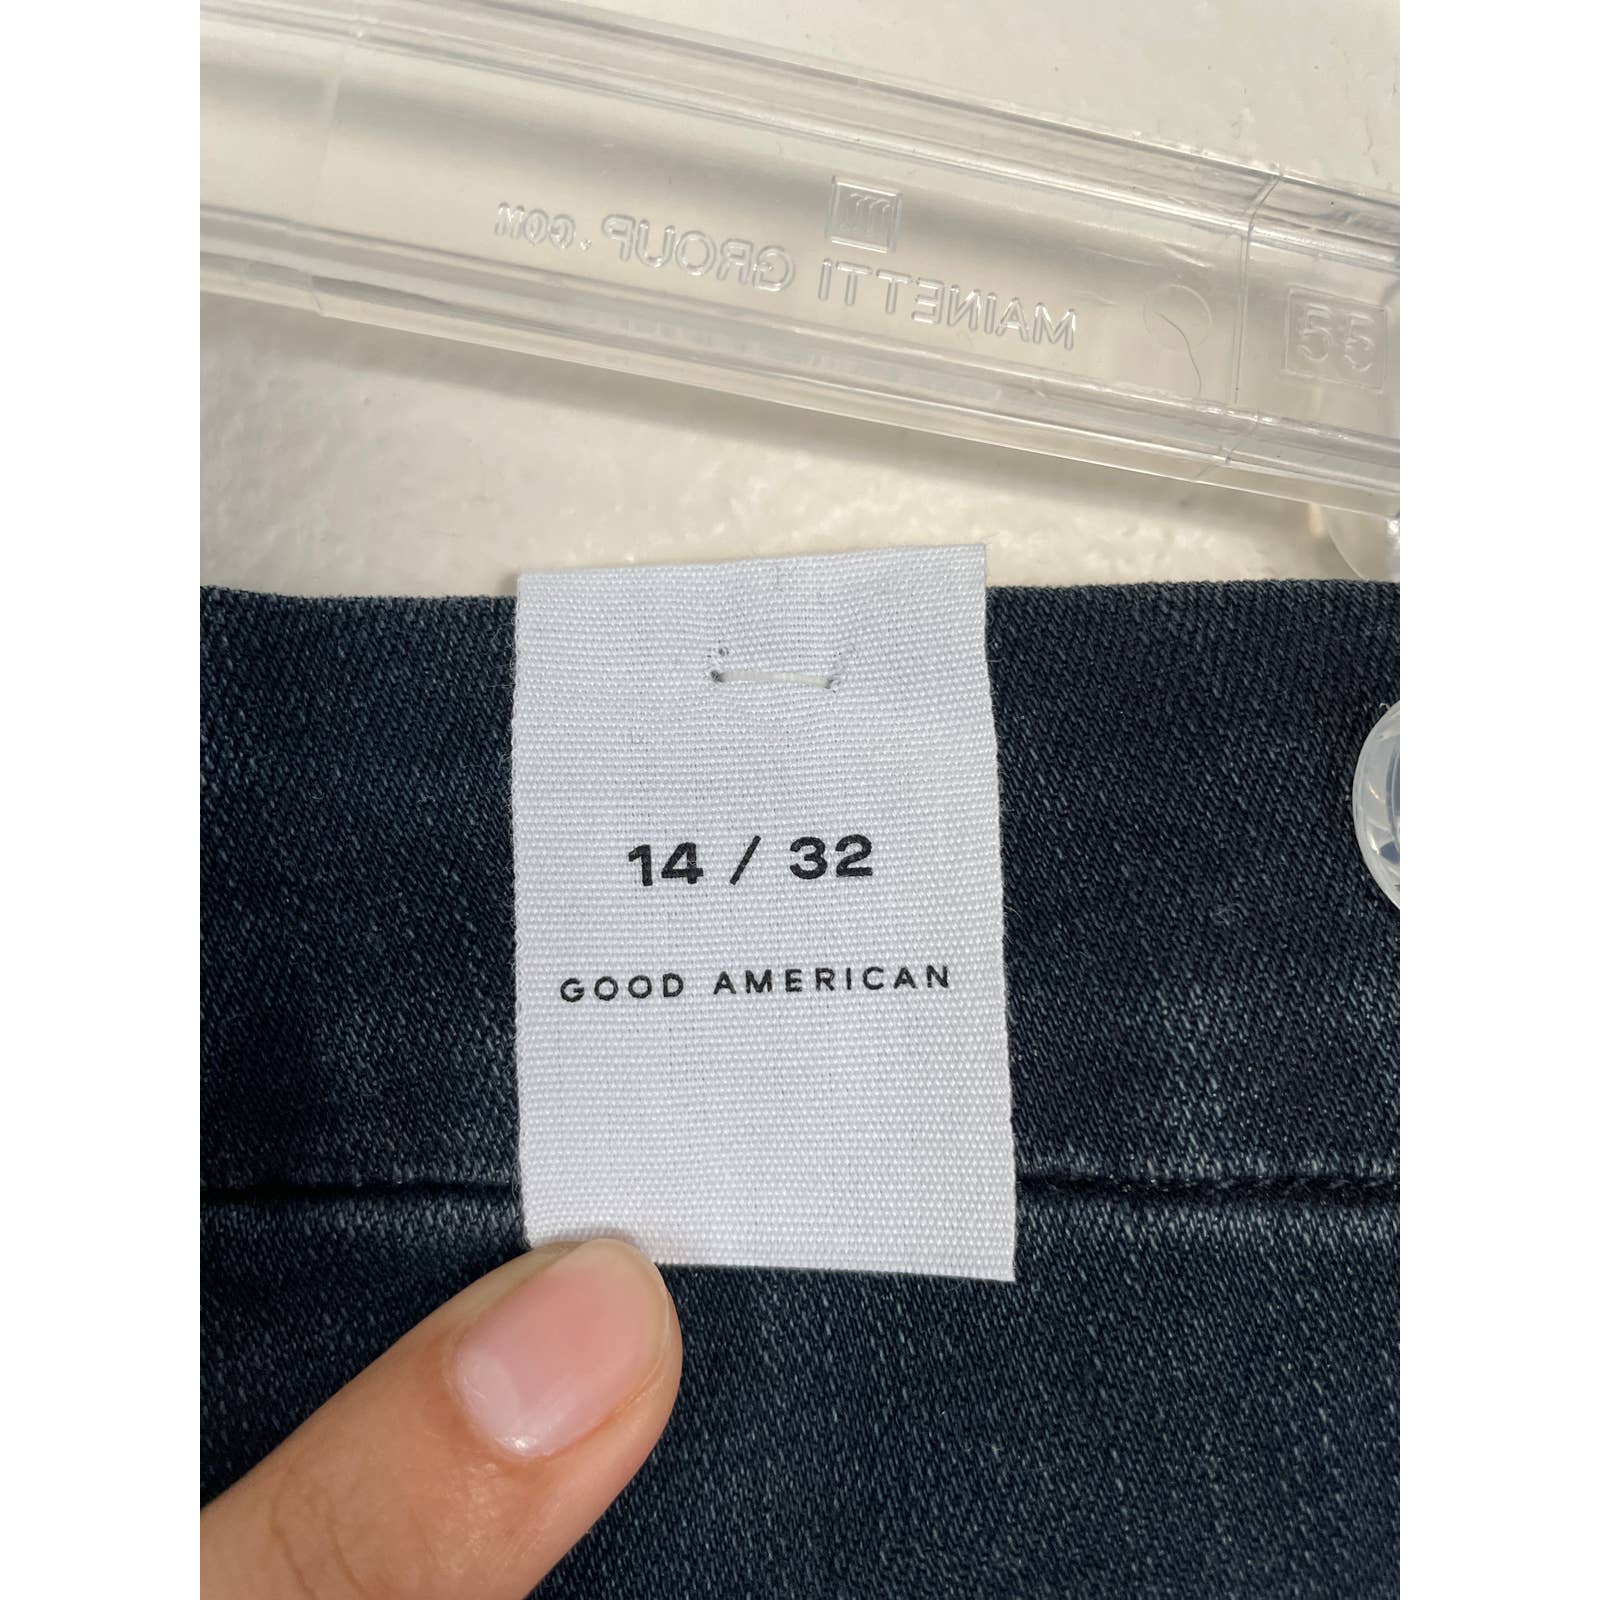 MAINETTI GROUP.COM
55
14 / 32
GOOD AMERICAN